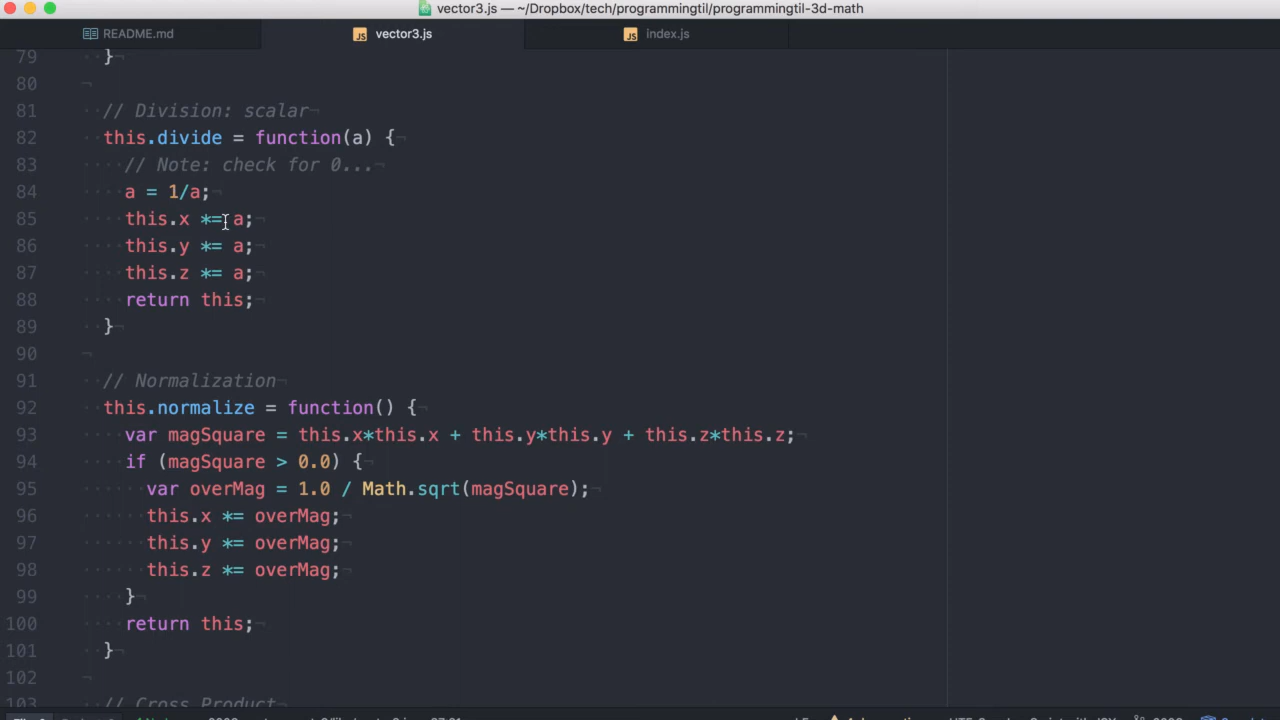 vector3.js — ~/Dropbox/tech/programmingtil/programmingtil-3d-math
README.md vector3.js index.js
79 }
80
81 // Division: scalar
82 this.divide = function(a) {
83 // Note: check for 0...
84 a = 1/a;
85 this.x *= a;
86 this.y *= a;
87 this.z *= a;
88 return this;
89 }
90
91 // Normalization
92 this.normalize = function() {
93 var magSquare = this.x*this.x + this.y*this.y + this.z*this.z;
94 if (magSquare > 0.0) {
95 var overMag = 1.0 / Math.sqrt(magSquare);
96 this.x *= overMag;
97 this.y *= overMag;
98 this.z *= overMag;
99 }
100 return this;
101 }
102
103 // Cross Product